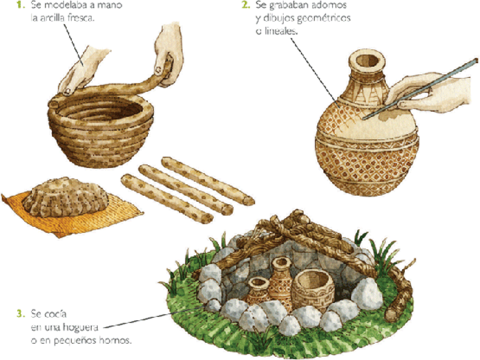 1. Se modelaba a mano
la arcilla fresca.
2. Se grababan adornos
y dibujos geométricos
o lineales.
3. Se cocía
en una hoguera
o en pequeños hornos.